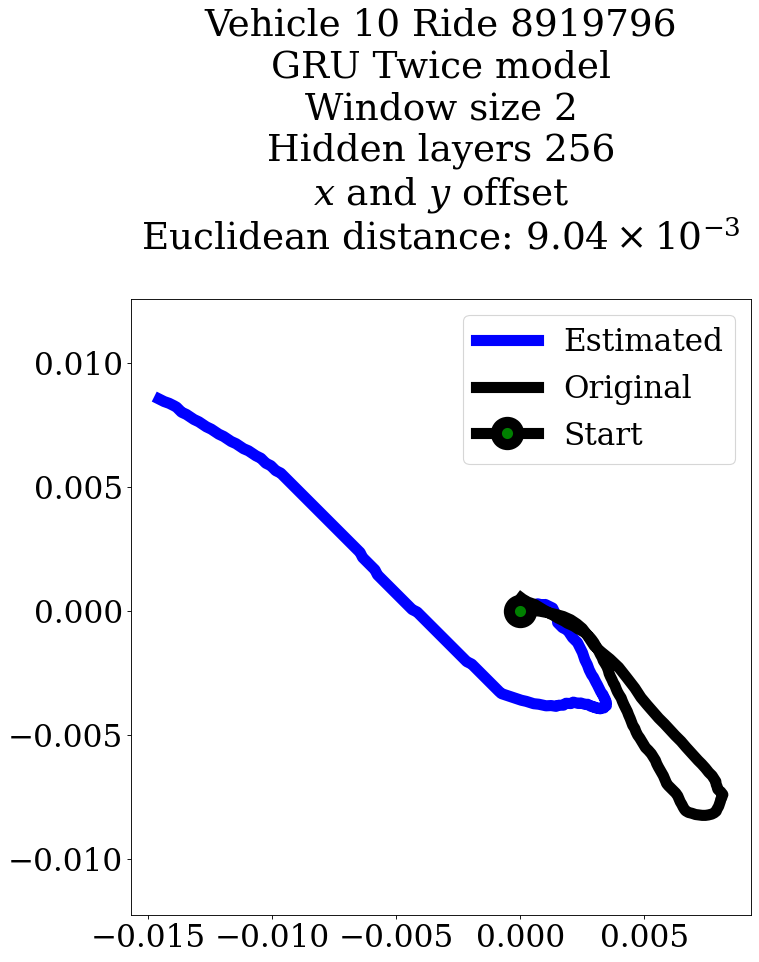 Vehicle 10 Ride 8919796
GRU Twice model
Window size 2
Hidden layers 256
x and y offset
Euclidean distance: 9.04 × 10⁻³
Estimated
Original
Start
0.010
0.005
0.000
−0.005
−0.010
−0.015 −0.010 −0.005 0.000 0.005